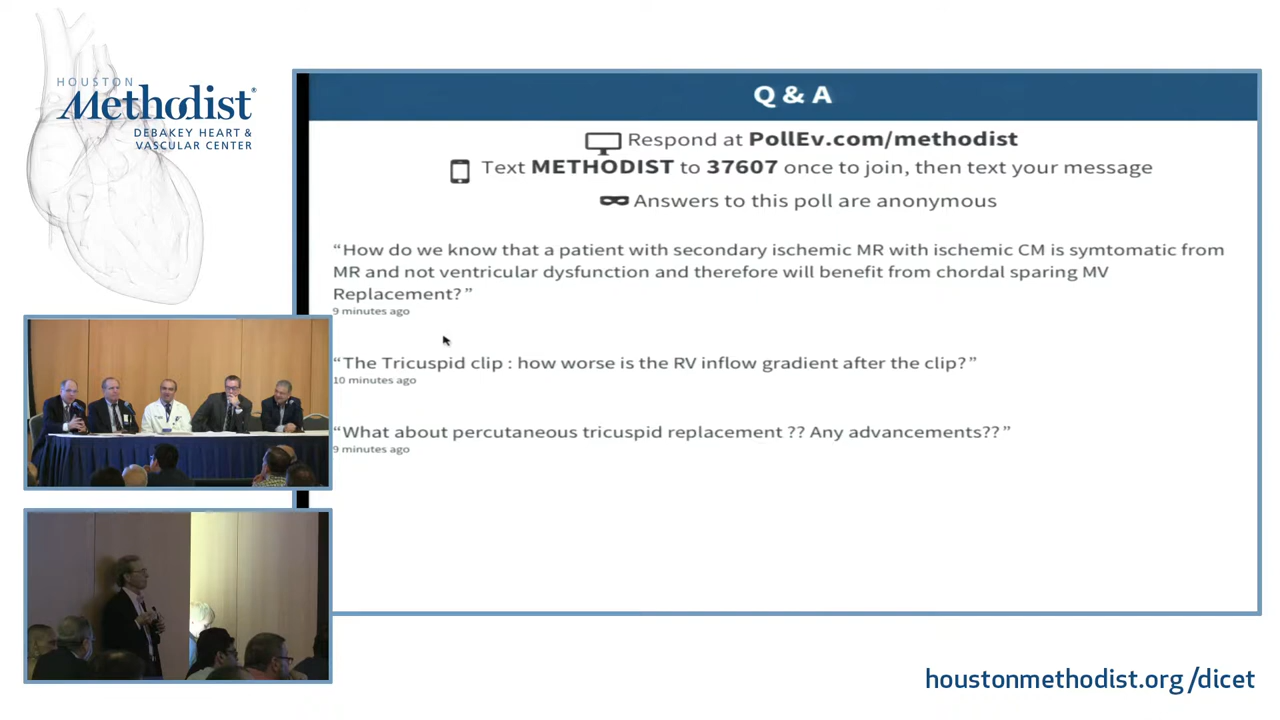 HOUSTON
Methodist®
DEBAKEY HEART &
VASCULAR CENTER
Q & A
Respond at PollEv.com/methodist
Text METHODIST to 37607 once to join, then text your message
Answers to this poll are anonymous
“How do we know that a patient with secondary ischemic MR with ischemic CM is symtomatic from
MR and not ventricular dysfunction and therefore will benefit from chordal sparing MV
Replacement?”
9 minutes ago
“The Tricuspid clip : how worse is the RV inflow gradient after the clip?”
10 minutes ago
“What about percutaneous tricuspid replacement ?? Any advancements??”
9 minutes ago
houstonmethodist.org/dicet